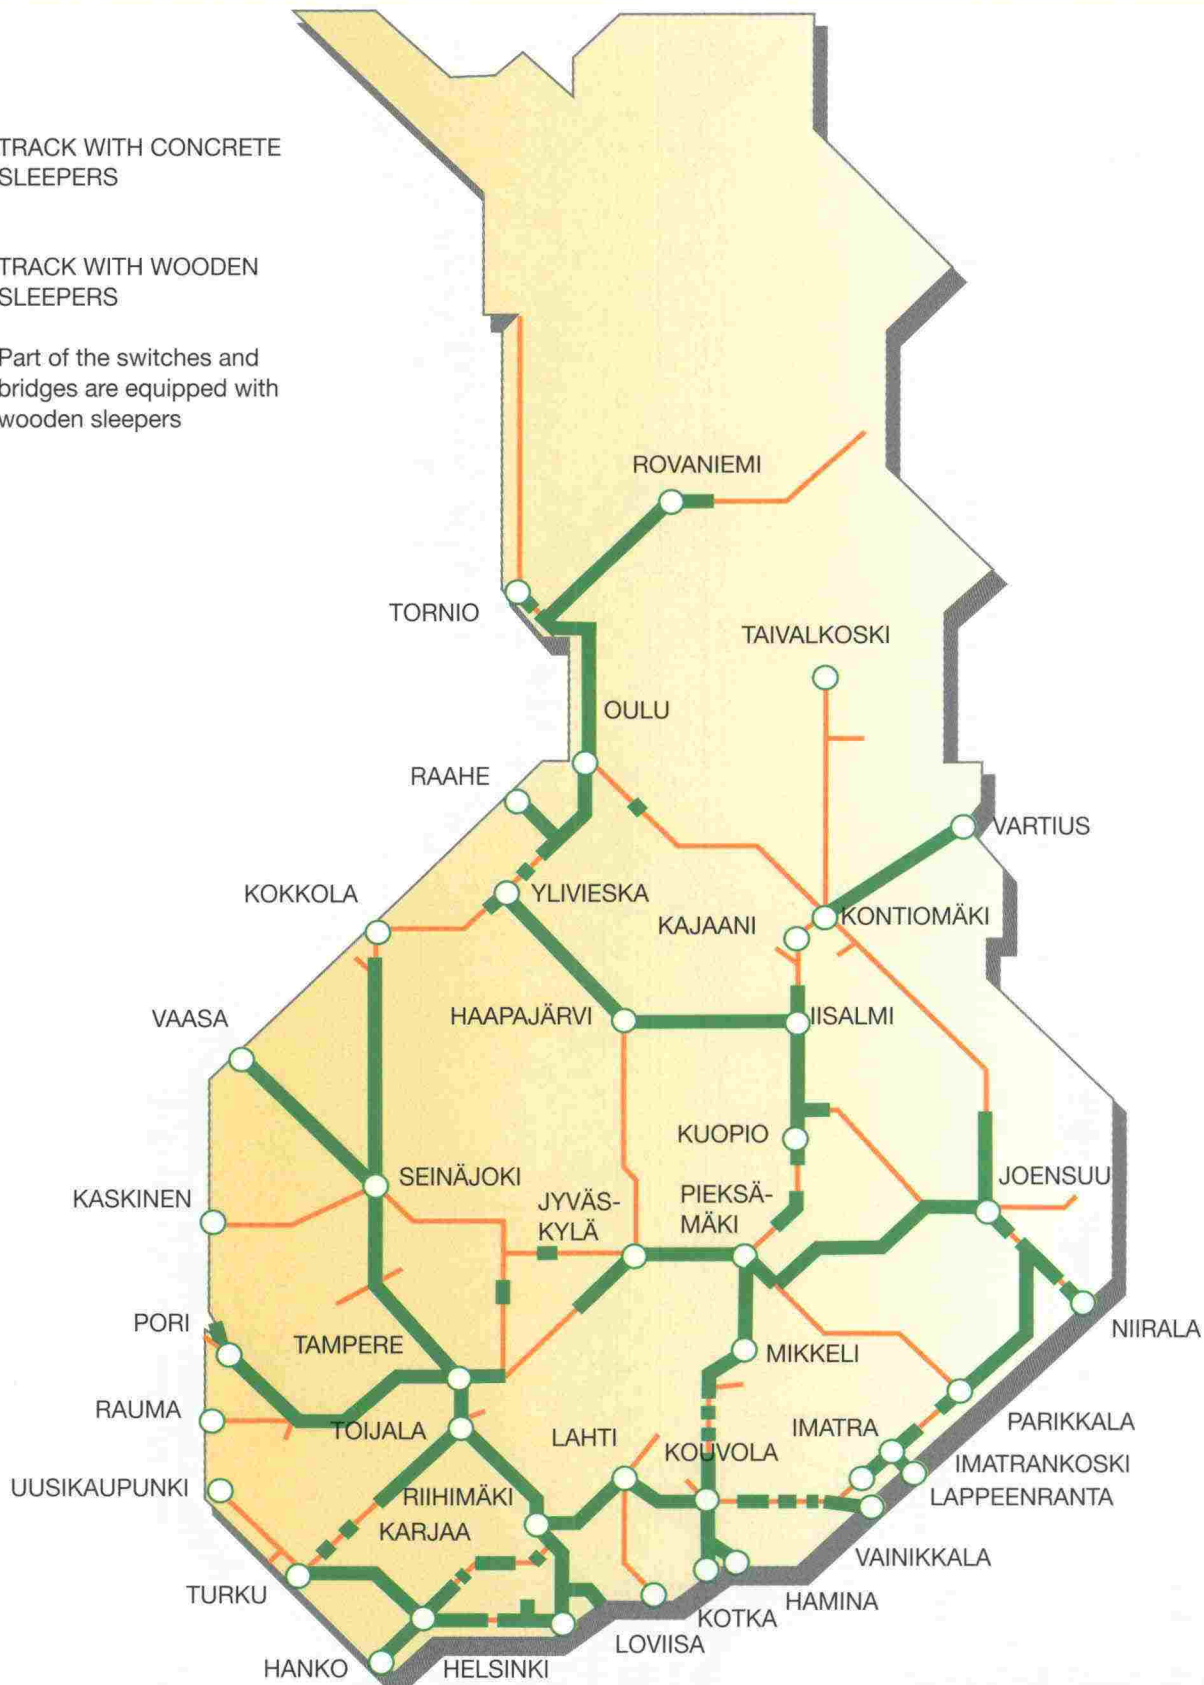 TRACK WITH CONCRETE
SLEEPERS
TRACK WITH WOODEN
SLEEPERS
Part of the switches and
bridges are equipped with
wooden sleepers
ROVANIEMI
TORNIO
TAIVALKOSKI
OULU
RAAHE
VARTIUS
YLIVIESKA
KOKKOLA
KAJAANI
KONTIOMÄKI
VAASA
HAAPAJÄRVI
IISALMI
KUOPIO
SEINÄJOKI
JOENSUU
KASKINEN
JYVÄS-
KYLÄ
PIEKSÄ-
MÄKI
PORI
NIIRALA
TAMPERE
MIKKELI
RAUMA
PARIKKALA
TOIJALA
LAHTI
IMATRA
KOUVOLA
IMATRANKOSKI
UUSIKAUPUNKI
RIIHIMÄKI
LAPPEENRANTA
KARJAA
VAINIKKALA
TURKU
HAMINA
KOTKA
LOVIISA
HANKO
HELSINKI